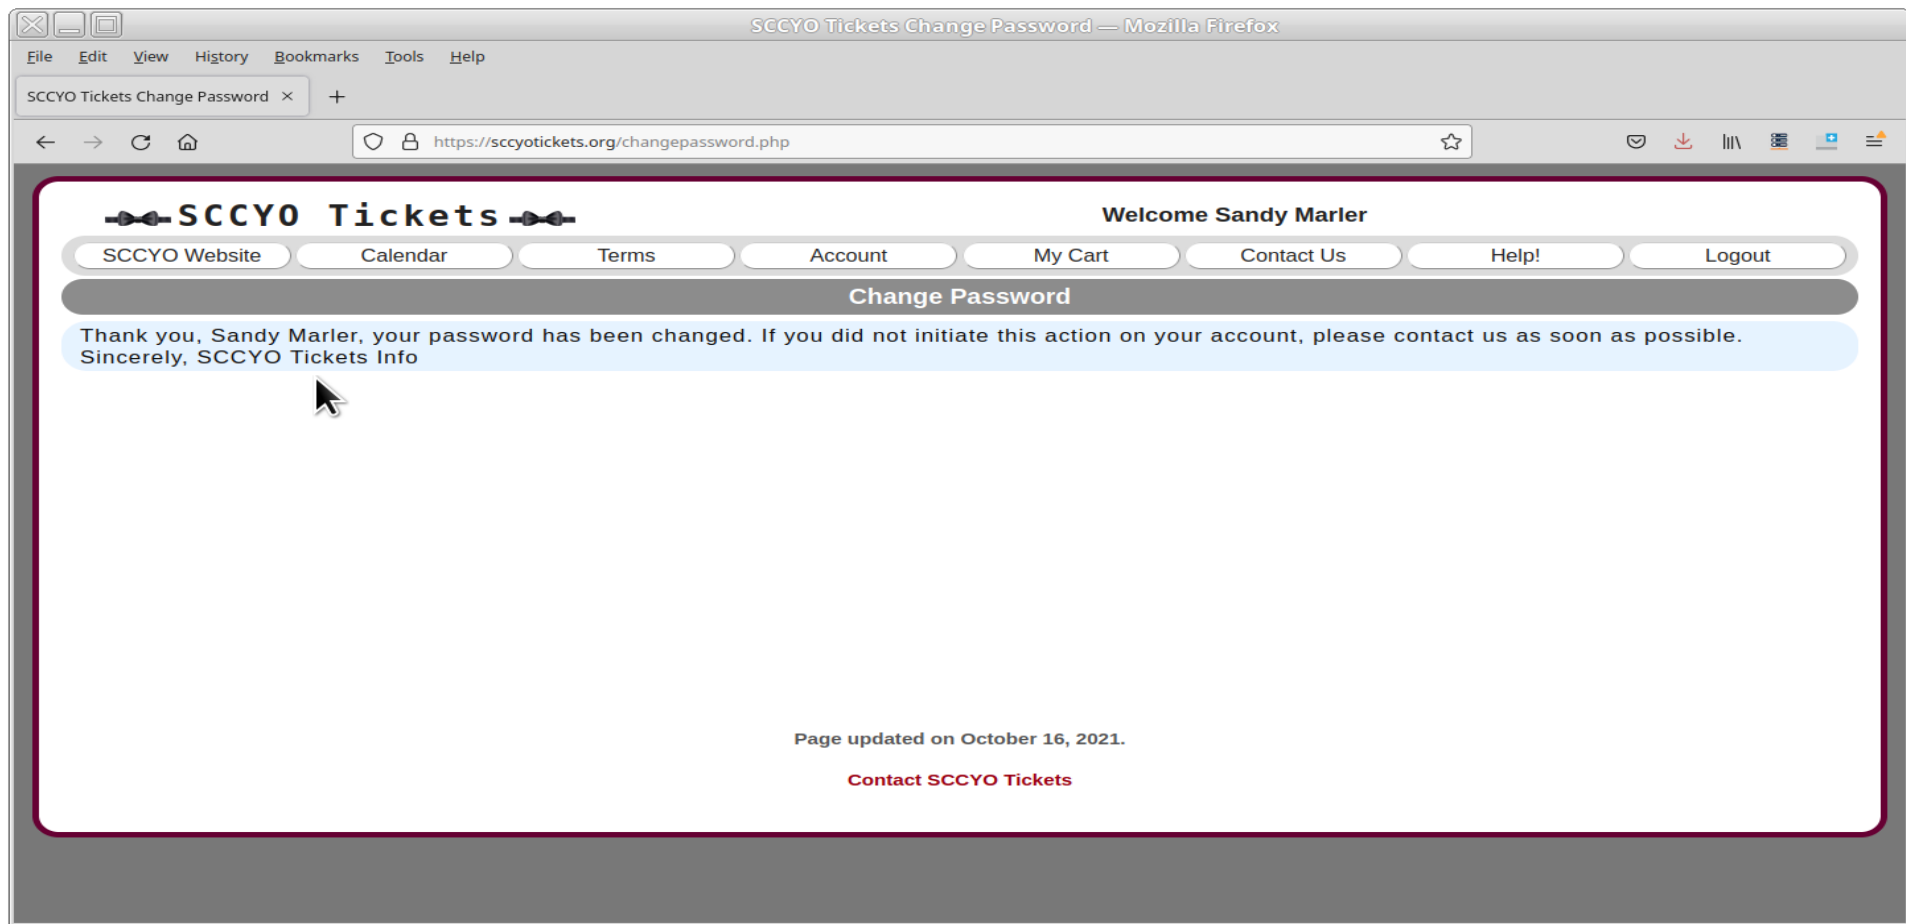 SCCYO Tickets Change Password — Mozilla Firefox
File Edit View History Bookmarks Tools Help
SCCYO Tickets Change Password
https://sccyotickets.org/changepassword.php
SCCYO Tickets
Welcome Sandy Marler
SCCYO Website Calendar Terms Account My Cart Contact Us Help! Logout
Change Password
Thank you, Sandy Marler, your password has been changed. If you did not initiate this action on your account, please contact us as soon as possible.
Sincerely, SCCYO Tickets Info
Page updated on October 16, 2021.
Contact SCCYO Tickets